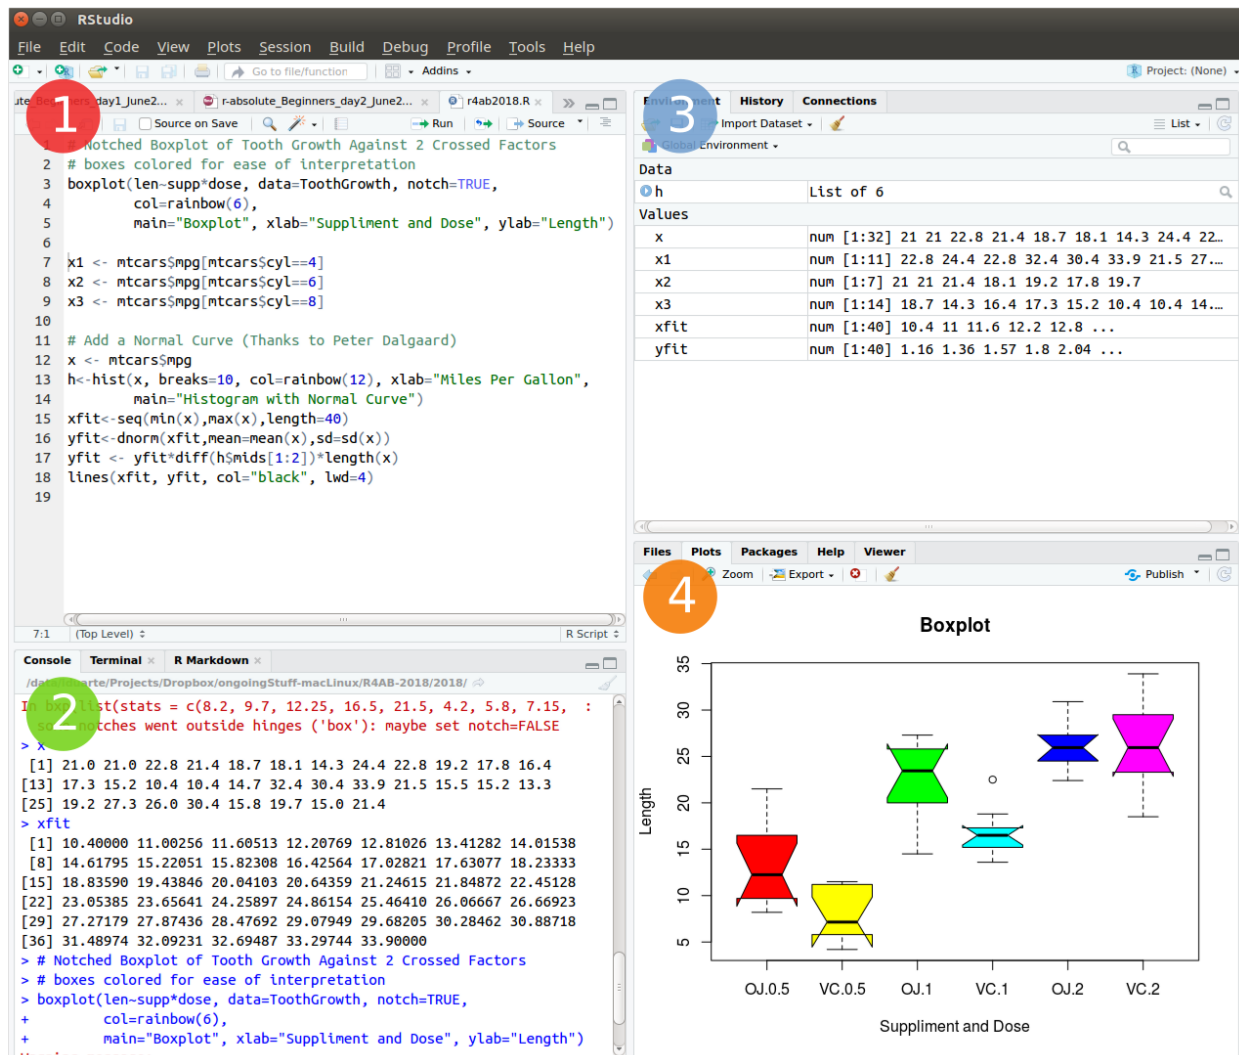 RStudio
File Edit Code View Plots Session Build Debug Profile Tools Help
Go to file/function Addins Project: (None)
day1_June2... r-absolute_Beginners_day2_June2... r4ab2018.R
1
Source on Save Run Source
1 # Notched Boxplot of Tooth Growth Against 2 Crossed Factors
2 # boxes colored for ease of interpretation
3 boxplot(len~supp*dose, data=ToothGrowth, notch=TRUE,
4 col=rainbow(6),
5 main="Boxplot", xlab="Suppliment and Dose", ylab="Length")
6
7 x1 <- mtcars$mpg[mtcars$cyl==4]
8 x2 <- mtcars$mpg[mtcars$cyl==6]
9 x3 <- mtcars$mpg[mtcars$cyl==8]
10
11 # Add a Normal Curve (Thanks to Peter Dalgaard)
12 x <- mtcars$mpg
13 h<-hist(x, breaks=10, col=rainbow(12), xlab="Miles Per Gallon",
14 main="Histogram with Normal Curve")
15 xfit<-seq(min(x),max(x),length=40)
16 yfit<-dnorm(xfit,mean=mean(x),sd=sd(x))
17 yfit <- yfit*diff(h$mids[1:2])*length(x)
18 lines(xfit, yfit, col="black", lwd=4)
19
7:1 (Top Level) R Script
Console Terminal R Markdown
/Projects/Dropbox/ongoingStuff-macLinux/R4AB-2018/2018/
2
list(stats = c(8.2, 9.7, 12.25, 16.5, 21.5, 4.2, 5.8, 7.15, :
notches went outside hinges ('box'): maybe set notch=FALSE
> x
[1] 21.0 21.0 22.8 21.4 18.7 18.1 14.3 24.4 22.8 19.2 17.8 16.4
[13] 17.3 15.2 10.4 10.4 14.7 32.4 30.4 33.9 21.5 15.5 15.2 13.3
[25] 19.2 27.3 26.0 30.4 15.8 19.7 15.0 21.4
> xfit
[1] 10.40000 11.00256 11.60513 12.20769 12.81026 13.41282 14.01538
[8] 14.61795 15.22051 15.82308 16.42564 17.02821 17.63077 18.23333
[15] 18.83590 19.43846 20.04103 20.64359 21.24615 21.84872 22.45128
[22] 23.05385 23.65641 24.25897 24.86154 25.46410 26.06667 26.66923
[29] 27.27179 27.87436 28.47692 29.07949 29.68205 30.28462 30.88718
[36] 31.48974 32.09231 32.69487 33.29744 33.90000
> # Notched Boxplot of Tooth Growth Against 2 Crossed Factors
> # boxes colored for ease of interpretation
> boxplot(len~supp*dose, data=ToothGrowth, notch=TRUE,
+ col=rainbow(6),
+ main="Boxplot", xlab="Suppliment and Dose", ylab="Length")
Environment History Connections
3
Import Dataset List
Global Environment
Data
h List of 6
Values
x num [1:32] 21 21 22.8 21.4 18.7 18.1 14.3 24.4 22...
x1 num [1:11] 22.8 24.4 22.8 32.4 30.4 33.9 21.5 27....
x2 num [1:7] 21 21 21.4 18.1 19.2 17.8 19.7
x3 num [1:14] 18.7 14.3 16.4 17.3 15.2 10.4 10.4 14....
xfit num [1:40] 10.4 11 11.6 12.2 12.8 ...
yfit num [1:40] 1.16 1.36 1.57 1.8 2.04 ...
Files Plots Packages Help Viewer
Zoom Export Publish
4
Boxplot
35
30
25
20
15
10
5
Length
OJ.0.5 VC.0.5 OJ.1 VC.1 OJ.2 VC.2
Suppliment and Dose